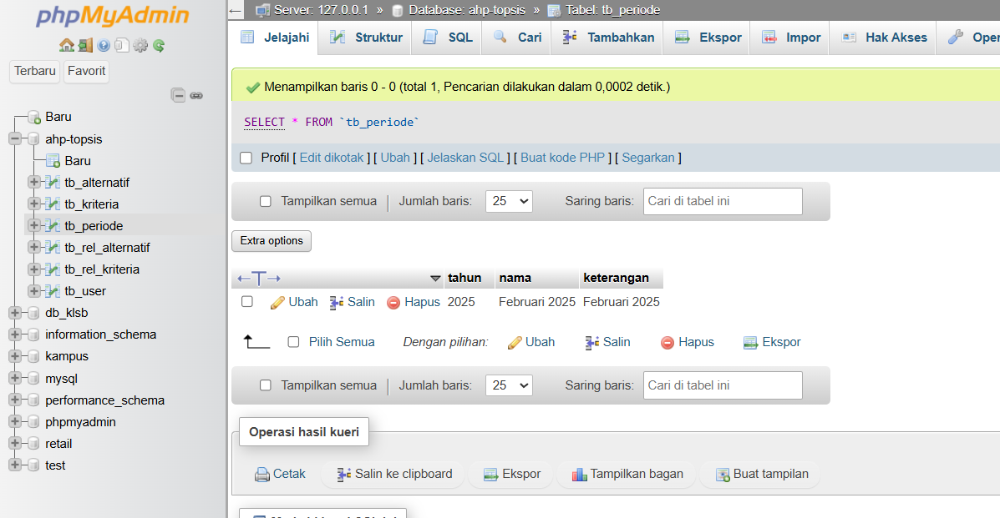 phpMyAdmin
Terbaru Favorit
Baru
ahp-topsis
Baru
tb_alternatif
tb_kriteria
tb_periode
tb_rel_alternatif
tb_rel_kriteria
tb_user
db_klsb
information_schema
kampus
mysql
performance_schema
phpmyadmin
retail
test
Server: 127.0.0.1 » Database: ahp-topsis » Tabel: tb_periode
Jelajahi Struktur SQL Cari Tambahkan Ekspor Impor Hak Akses
Menampilkan baris 0 - 0 (total 1, Pencarian dilakukan dalam 0,0002 detik.)
SELECT * FROM `tb_periode`
Profil [ Edit dikotak ] [ Ubah ] [ Jelaskan SQL ] [ Buat kode PHP ] [ Segarkan ]
Tampilkan semua | Jumlah baris: 25 Saring baris: Cari di tabel ini
Extra options
←T→ tahun nama keterangan
Ubah Salin Hapus 2025 Februari 2025 Februari 2025
Pilih Semua Dengan pilihan: Ubah Salin Hapus Ekspor
Tampilkan semua | Jumlah baris: 25 Saring baris: Cari di tabel ini
Operasi hasil kueri
Cetak Salin ke clipboard Ekspor Tampilkan bagan Buat tampilan